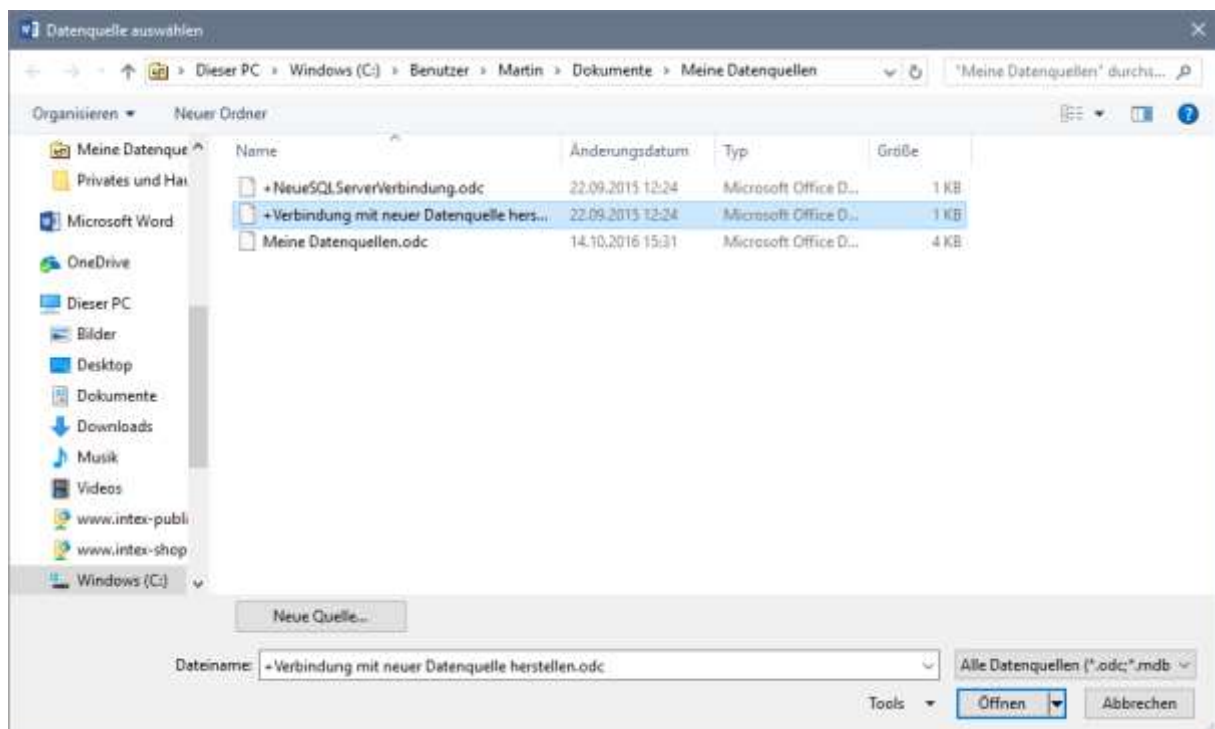 Datenquelle auswählen
Dieser PC › Windows (C:) › Benutzer › Martin › Dokumente › Meine Datenquellen
"Meine Datenquellen" durchs...
Organisieren
Neuer Ordner
Meine Datenque
Privates und Hau
Microsoft Word
OneDrive
Dieser PC
Bilder
Desktop
Dokumente
Downloads
Musik
Videos
www.intex-publi
www.intex-shop
Windows (C:)
Name Änderungsdatum Typ Größe
+NeueSQLServerVerbindung.odc 22.09.2015 12:24 Microsoft Office D... 1 KB
+Verbindung mit neuer Datenquelle hers... 22.09.2015 12:24 Microsoft Office D... 1 KB
Meine Datenquellen.odc 14.10.2016 15:31 Microsoft Office D... 4 KB
Neue Quelle...
Dateiname: +Verbindung mit neuer Datenquelle herstellen.odc
Alle Datenquellen (*.odc;*.mdb
Tools Öffnen Abbrechen